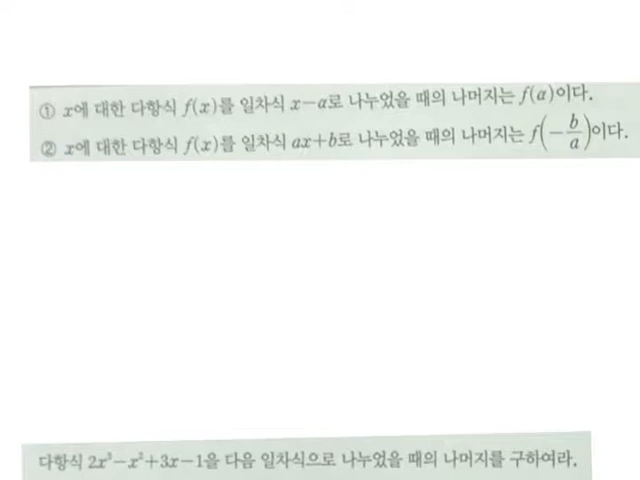 ① x에 대한 다항식 f(x)를 일차식 x-α로 나누었을 때의 나머지는 f(α)이다.
② x에 대한 다항식 f(x)를 일차식 ax+b로 나누었을 때의 나머지는 f(-b/a)이다.
다항식 2x³-x²+3x-1을 다음 일차식으로 나누었을 때의 나머지를 구하여라.